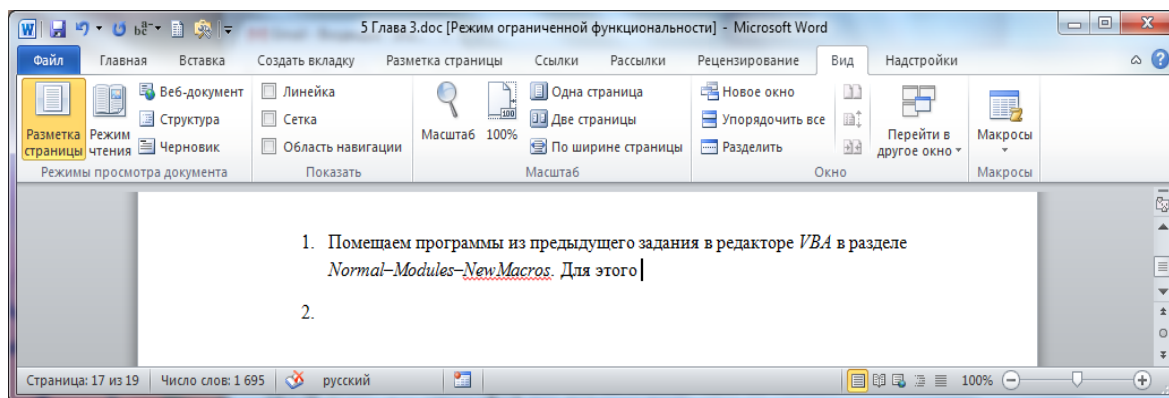 5 Глава 3.doc [Режим ограниченной функциональности] - Microsoft Word
Файл Главная Вставка Создать вкладку Разметка страницы Ссылки Рассылки Рецензирование Вид Надстройки
Разметка страницы
Режим чтения
Веб-документ
Структура
Черновик
Режимы просмотра документа
Линейка
Сетка
Область навигации
Показать
Масштаб
100%
Одна страница
Две страницы
По ширине страницы
Масштаб
Новое окно
Упорядочить все
Разделить
Перейти в
другое окно
Окно
Макросы
Макросы
1. Помещаем программы из предыдущего задания в редакторе VBA в разделе
Normal–Modules–NewMacros. Для этого
2.
Страница: 17 из 19 Число слов: 1 695 русский 100%